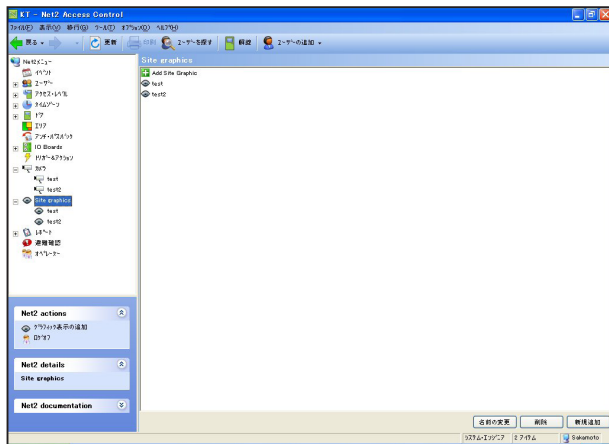 KT - Net2 Access Control
ファイル(F) 表示(V) 移行(G) ツール(T) オプション(O) ヘルプ(H)
戻る 更新 印刷 ユーザーを探す 解錠 ユーザーの追加
Net2メニュー
イベント
ユーザー
アクセス・レベル
タイムゾーン
ドア
エリア
アンチ・パスバック
IO Boards
トリガー&アクション
カメラ
test
test2
Site graphics
test
test2
レポート
避難確認
オペレーター
Site graphics
Add Site Graphic
test
test2
Net2 actions
グラフィック表示の追加
ログオフ
Net2 details
Site graphics
Net2 documentation
名前の変更 削除 新規追加
システム・エンジニア 2 アイテム Sakamoto